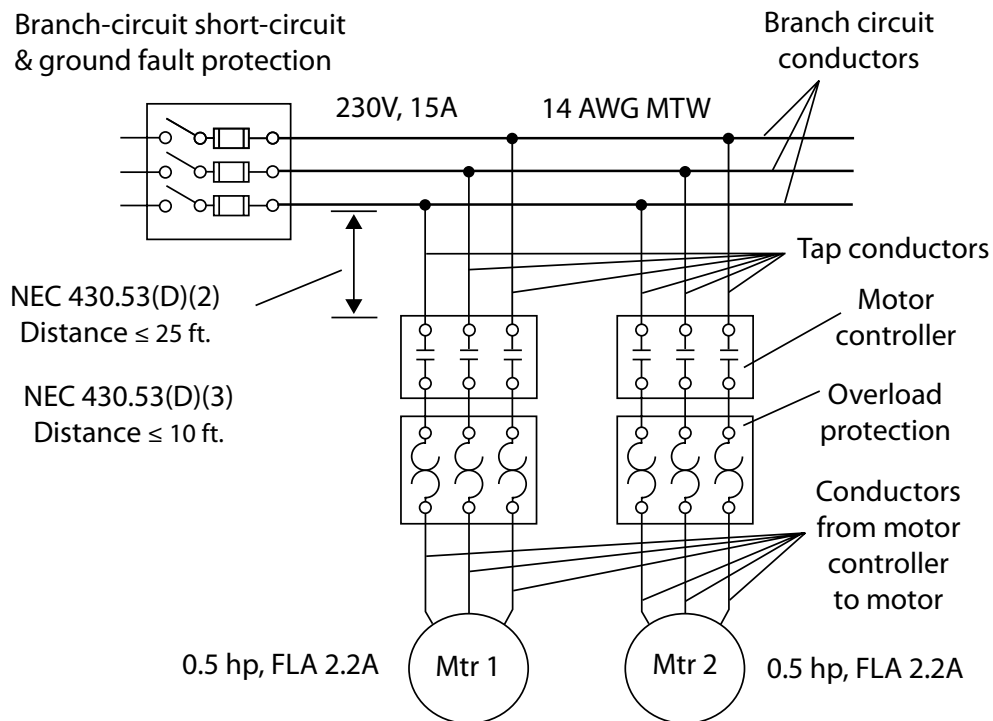 Branch-circuit short-circuit
& ground fault protection
Branch circuit
conductors
230V, 15A
14 AWG MTW
Tap conductors
NEC 430.53(D)(2)
Distance ≤ 25 ft.
Motor
controller
NEC 430.53(D)(3)
Distance ≤ 10 ft.
Overload
protection
Conductors
from motor
controller
to motor
0.5 hp, FLA 2.2A
Mtr 1
Mtr 2
0.5 hp, FLA 2.2A